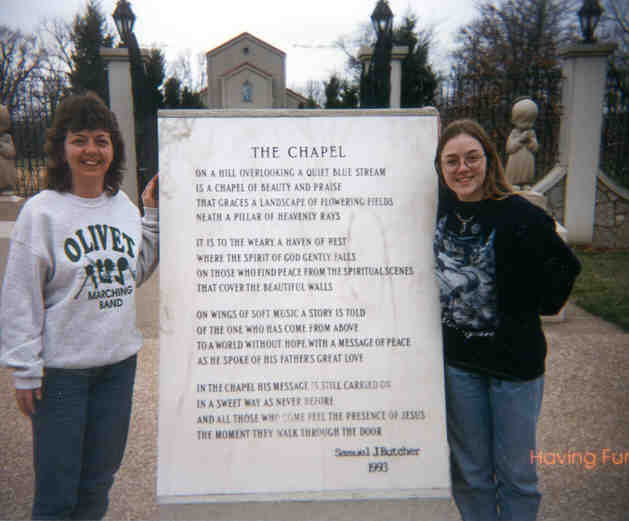 THE CHAPEL
ON A HILL OVERLOOKING A QUIET BLUE STREAM
IS A CHAPEL OF BEAUTY AND PRAISE
THAT GRACES A LANDSCAPE OF FLOWERING FIELDS
NEATH A PILLAR OF HEAVENLY RAYS
IT IS TO THE WEARY A HAVEN OF REST
WHERE THE SPIRIT OF GOD GENTLY FALLS
ON THOSE WHO FIND PEACE FROM THE SPIRITUAL SCENES
THAT COVER THE BEAUTIFUL WALLS
ON WINGS OF SOFT MUSIC A STORY IS TOLD
OF THE ONE WHO HAS COME FROM ABOVE
TO A WORLD WITHOUT HOPE, WITH A MESSAGE OF PEACE
AS HE SPOKE OF HIS FATHER'S GREAT LOVE
IN THE CHAPEL HIS MESSAGE IS STILL CARRIED ON
IN A SWEET WAY AS NEVER BEFORE
AND ALL THOSE WHO COME FEEL THE PRESENCE OF JESUS
THE MOMENT THEY WALK THROUGH THE DOOR
Samuel J. Butcher
1993
OLIVET
MARCHING
BAND
Having Fun